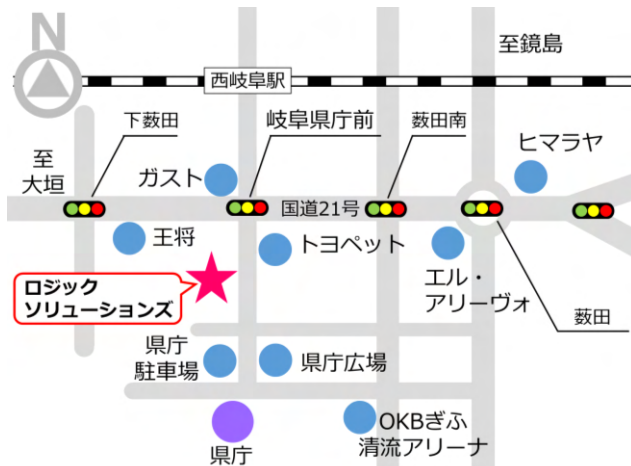 N
至鏡島
西岐阜駅
下薮田
岐阜県庁前
薮田南
ヒマラヤ
至
大垣
ガスト
国道21号
王将
トヨペット
エル・
アリーヴォ
薮田
ロジック
ソリューションズ
県庁
駐車場
県庁広場
県庁
OKBぎふ
清流アリーナ